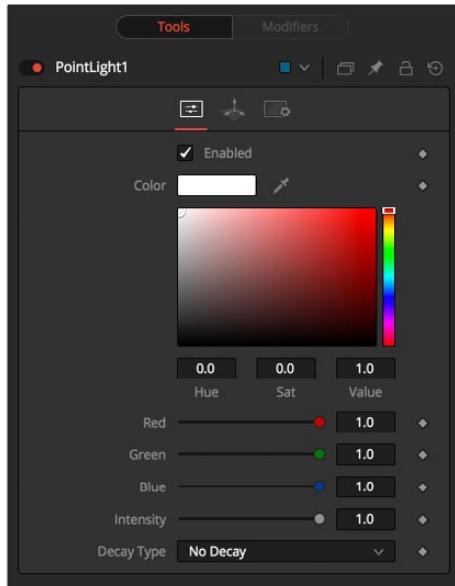 Tools Modifiers
PointLight1
Enabled
Color
0.0 0.0 1.0
Hue Sat Value
Red 1.0
Green 1.0
Blue 1.0
Intensity 1.0
Decay Type No Decay